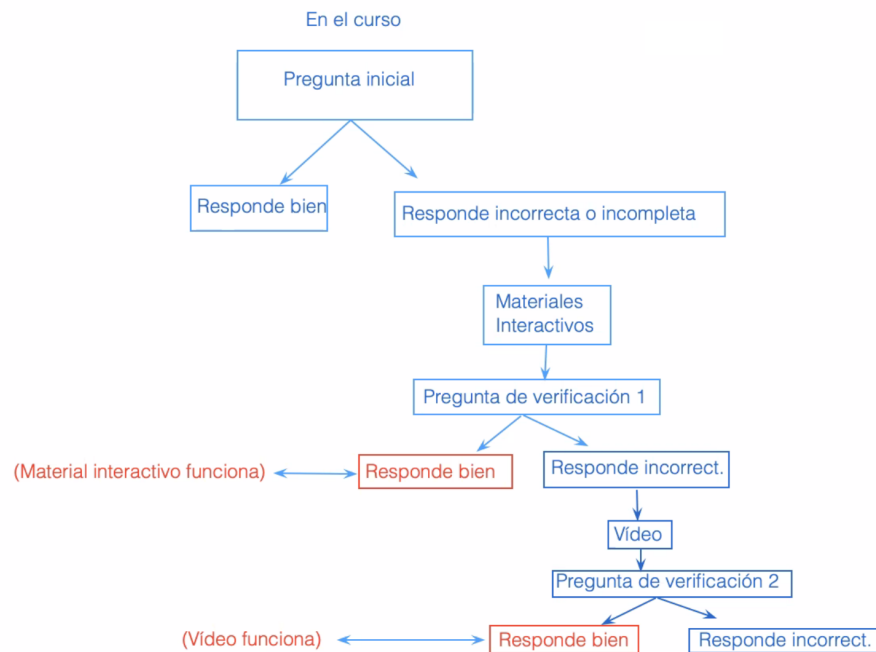 En el curso
Pregunta inicial
Responde bien
Responde incorrecta o incompleta
Materiales
Interactivos
Pregunta de verificación 1
(Material interactivo funciona)
Responde bien
Responde incorrect.
Vídeo
Pregunta de verificación 2
(Vídeo funciona)
Responde bien
Responde incorrect.